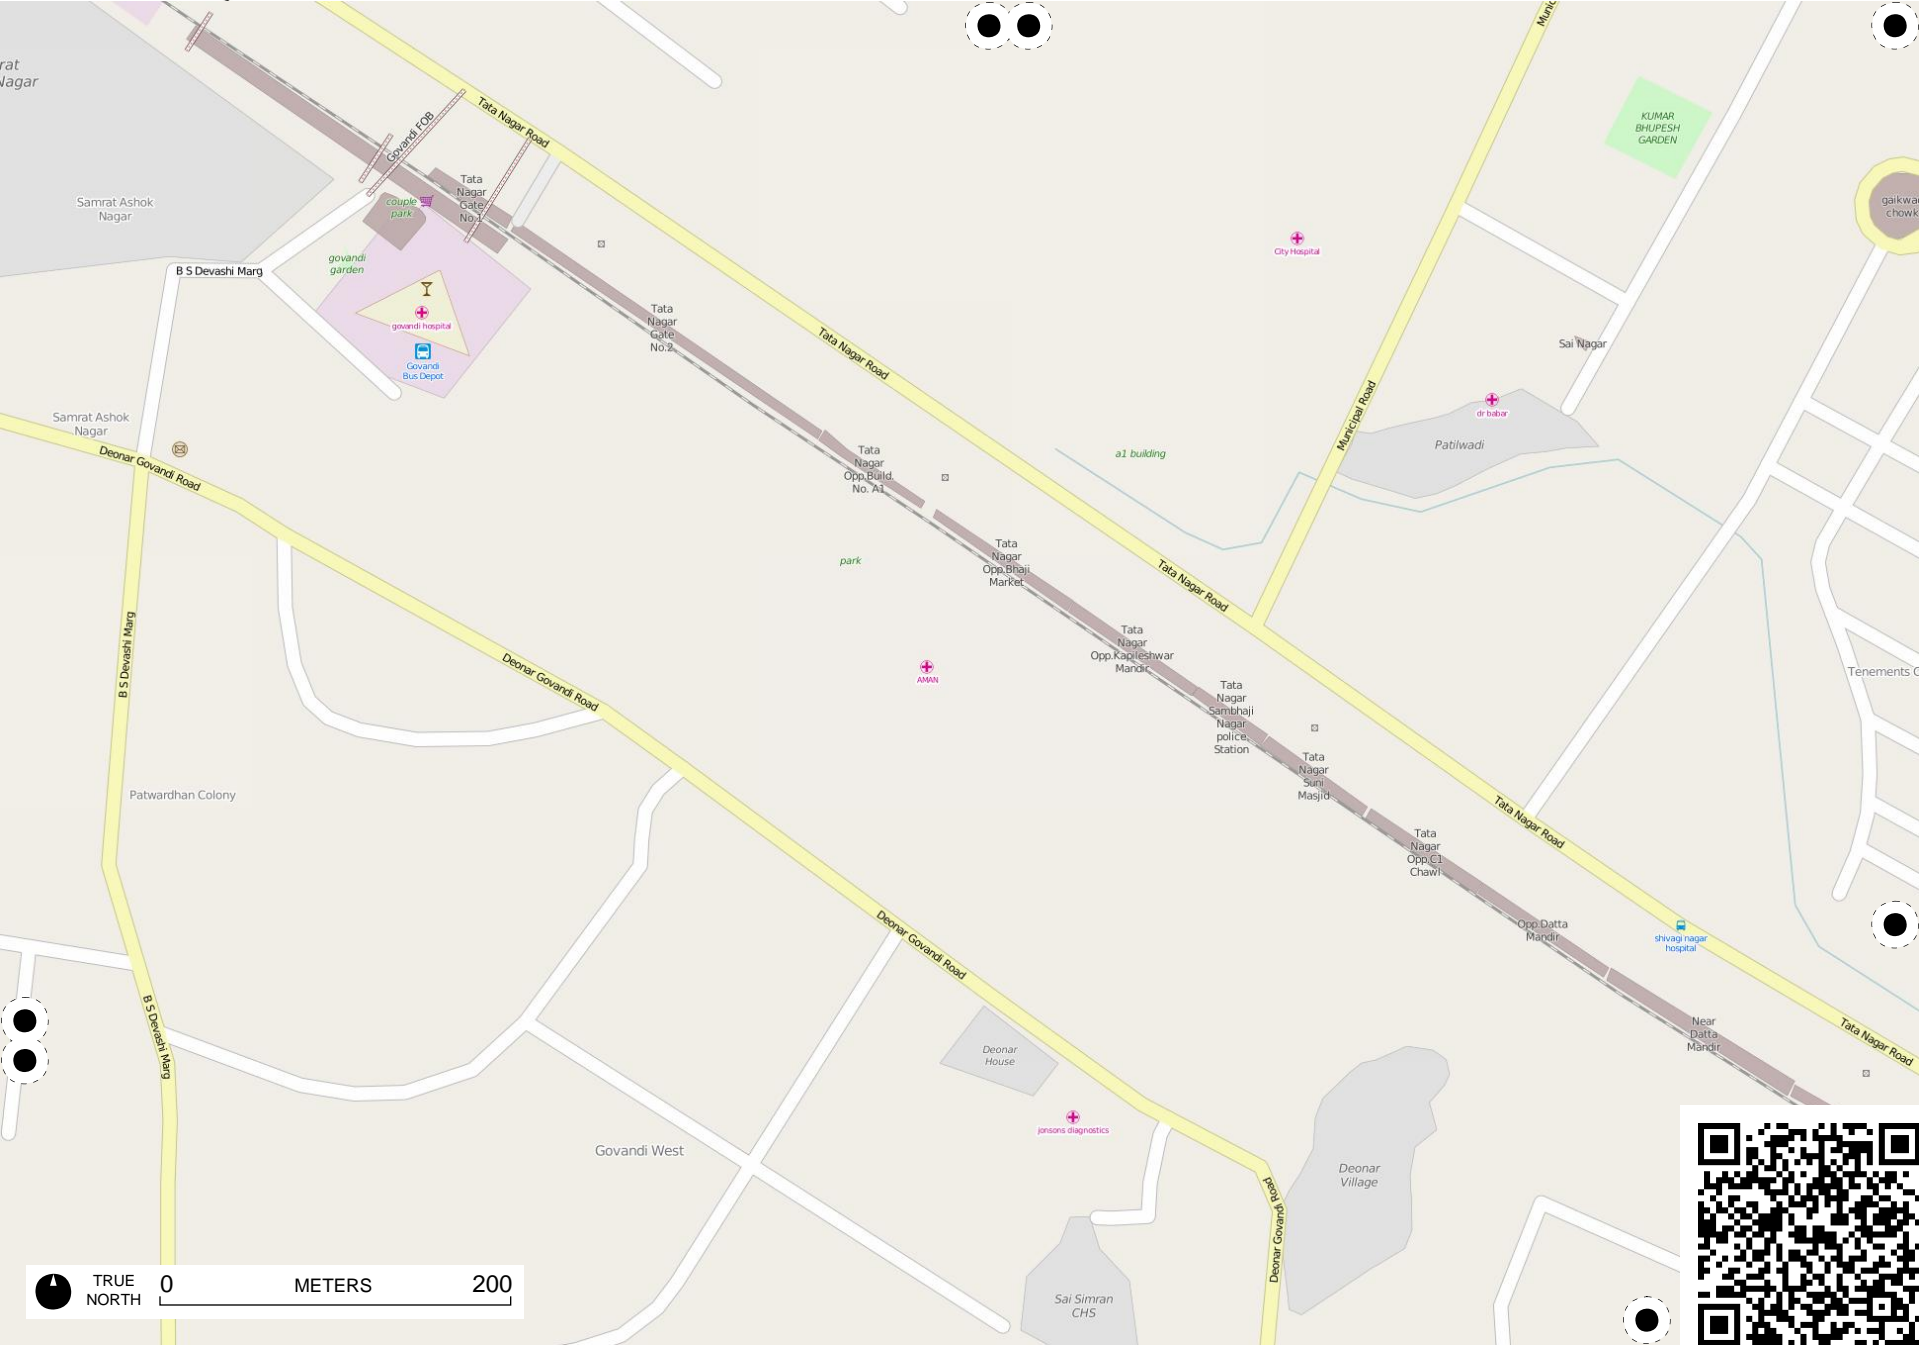 Nagar
Tata Nagar Road
Munic
Govandi FOB
KUMAR
BHUPESH
GARDEN
Samrat Ashok
Nagar
couple
park
Tata
Nagar
Gate
No.1
chowk
govandi
garden
B S Devashi Marg
City Hospital
govandi hospital
Govandi
Bus Depot
Tata
Nagar
Gate
No.2
Tata Nagar Road
Sai Nagar
Municipal Road
dr babar
Patilwadi
Samrat Ashok
Nagar
Deonar Govandi Road
Tata
Nagar
Opp.Build.
No. A1
a1 building
park
Tata
Nagar
Opp.Bhaji
Market
Tata Nagar Road
B S Devashi Marg
Deonar Govandi Road
AMAN
Tata
Nagar
Opp.Kapileshwar
Mandir
Tata
Nagar
Sambhaji
Nagar
police
Station
Tenements
Tata
Nagar
Suni
Masjid
Patwardhan Colony
Tata Nagar Road
Tata
Nagar
Opp.C1
Chawl
Deonar Govandi Road
Opp.Datta
Mandir
shivagi nagar
hospital
B S Devashi Marg
Near
Datta
Mandir
Tata Nagar Road
Deonar
House
jonsons diagnostics
Govandi West
Deonar
Village
Deonar Govandi Road
Sai Simran
CHS
TRUE
NORTH
0 METERS 200